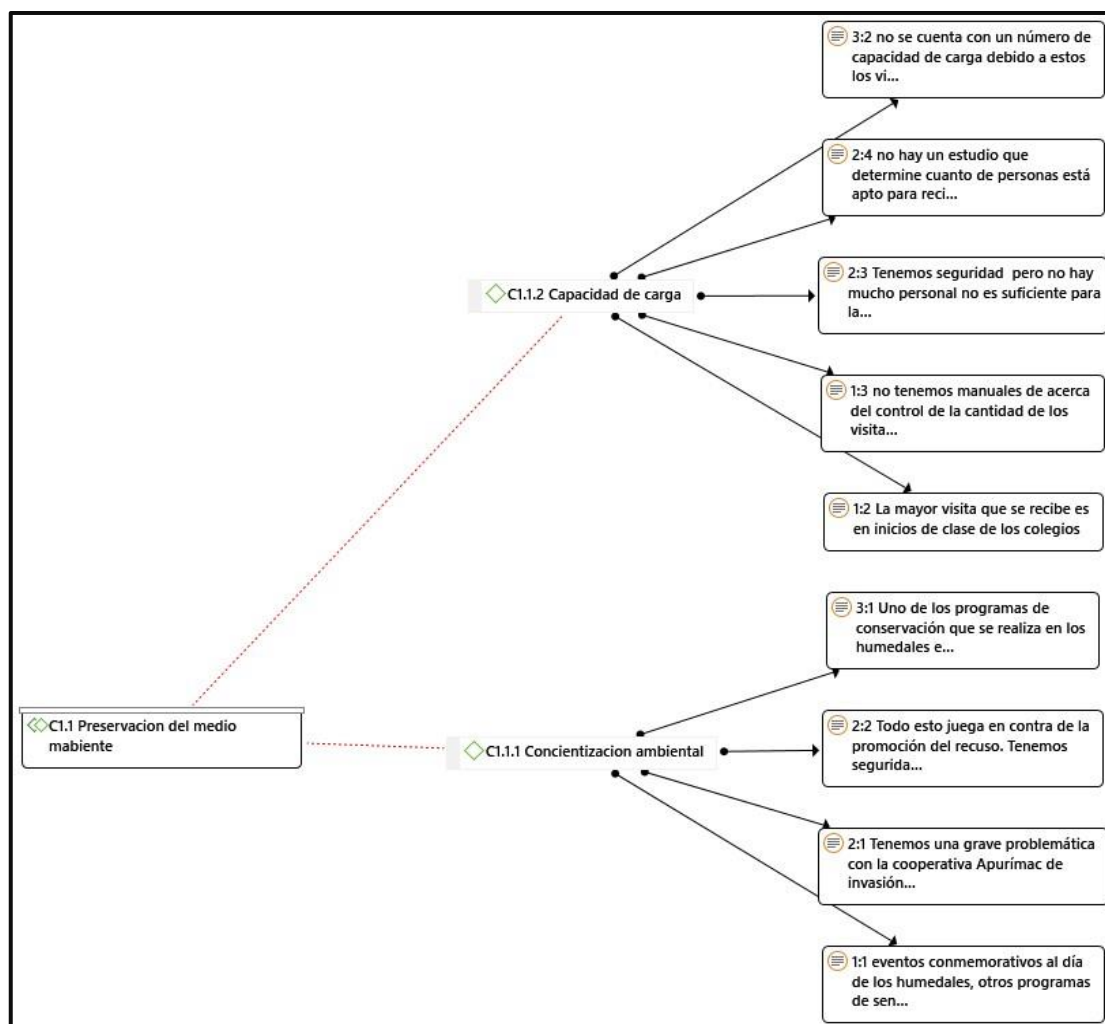 3:2 no se cuenta con un número de
capacidad de carga debido a estos
los vi...
2:4 no hay un estudio que
determine cuanto de personas está
apto para reci...
2:3 Tenemos seguridad pero no hay
mucho personal no es suficiente para
la...
C1.1.2 Capacidad de carga
1:3 no tenemos manuales de acerca
del control de la cantidad de los
visita...
1:2 La mayor visita que se recibe es
en inicios de clase de los colegios
3:1 Uno de los programas de
conservación que se realiza en los
humedales e...
C1.1 Preservacion del medio
mabiente
C1.1.1 Concientizacion ambiental
2:2 Todo esto juega en contra de la
promoción del recuso. Tenemos
segurida...
2:1 Tenemos una grave problemática
con la cooperativa Apurímac de
invasión...
1:1 eventos conmemorativos al día
de los humedales, otros programas
de sen...